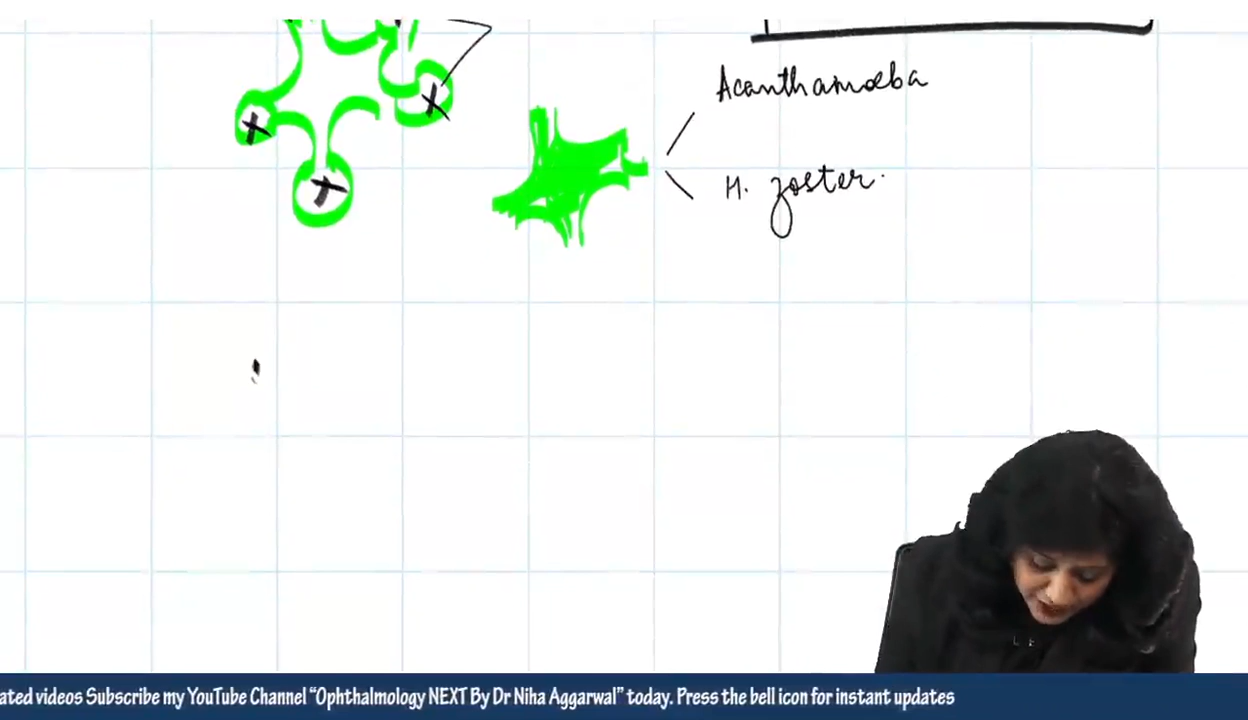 Acanthamoeba
H. zoster.
ated videos Subscribe my YouTube Channel “Ophthalmology NEXT By Dr Niha Aggarwal” today. Press the bell icon for instant updates